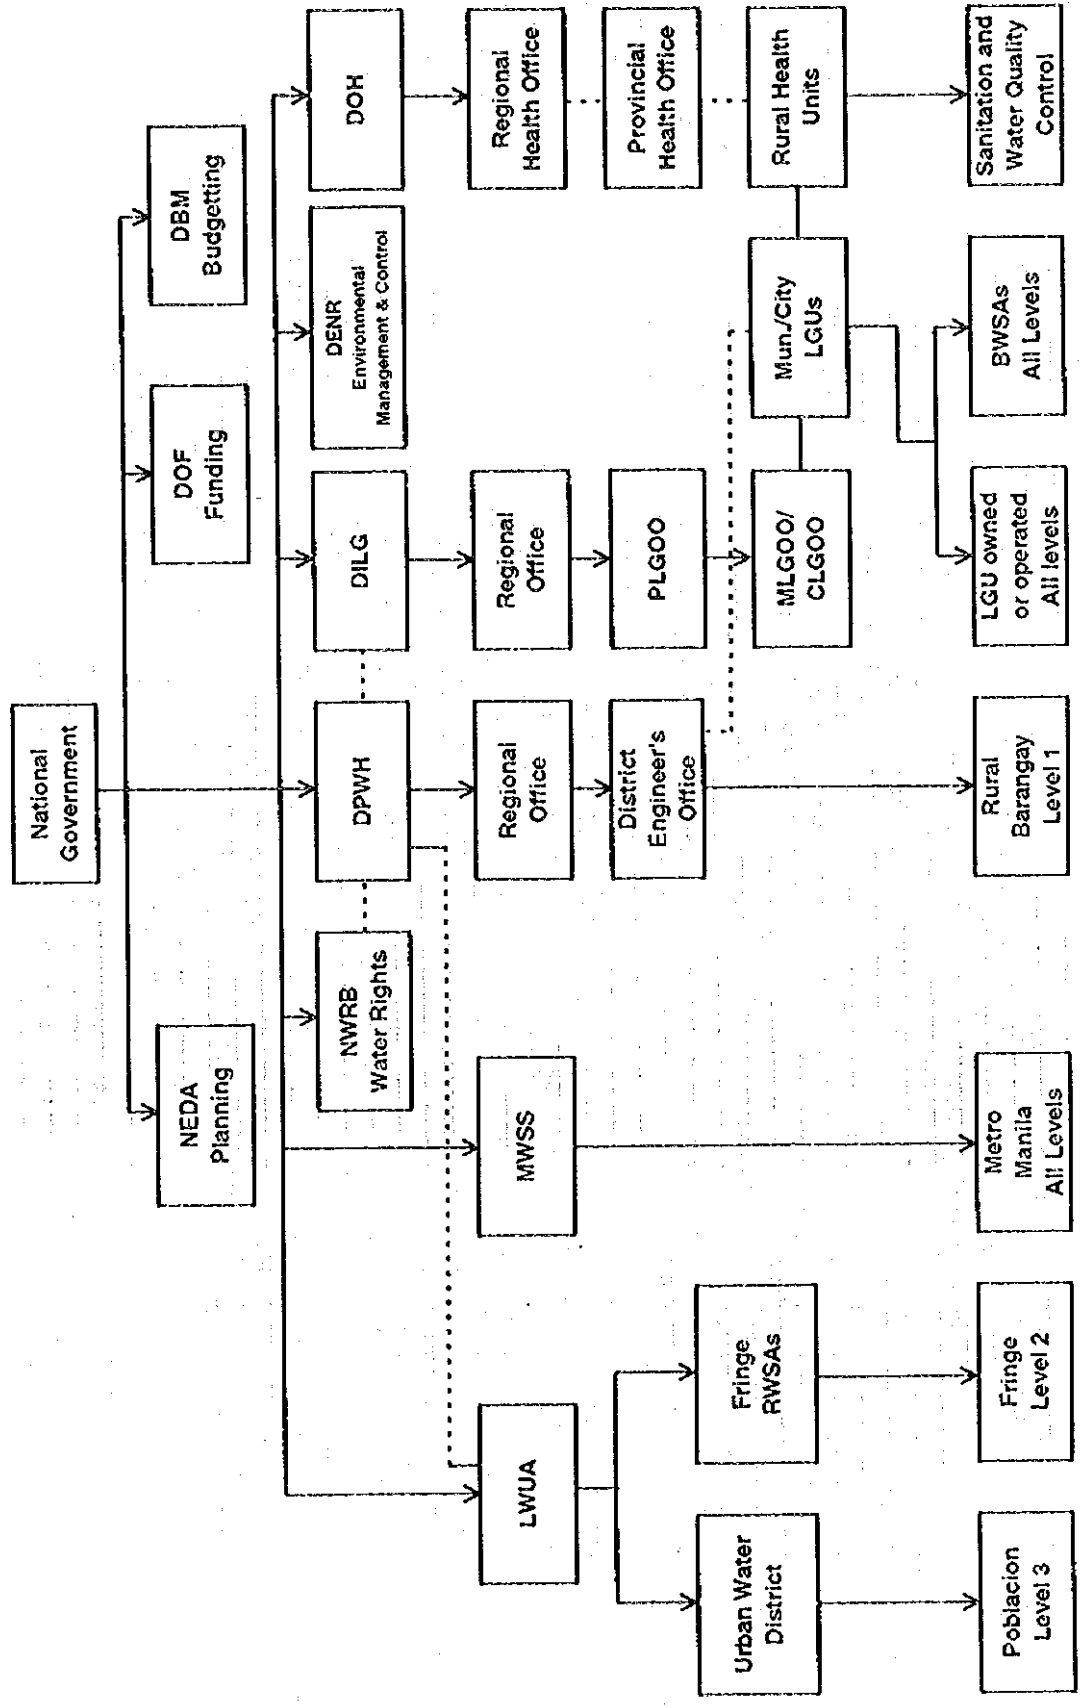 National
Government
NEDA
Planning
DOF
Funding
DBM
Budgetting
NWRB
Water Rights
DPWH
DILG
DENR
Environmental
Management & Control
DOH
LWUA
MWSS
Regional
Office
Regional
Office
Regional
Health Office
District
Engineer's
Office
PLGOO
Provincial
Health Office
Urban Water
District
Fringe
RWSAs
MLGOO/
CLGOO
Mun./City
LGUs
Rural Health
Units
Poblacion
Level 3
Fringe
Level 2
Metro
Manila
All Levels
Rural
Barangay
Level 1
LGU owned
or operated
All levels
BWSAs
All Levels
Sanitation and
Water Quality
Control